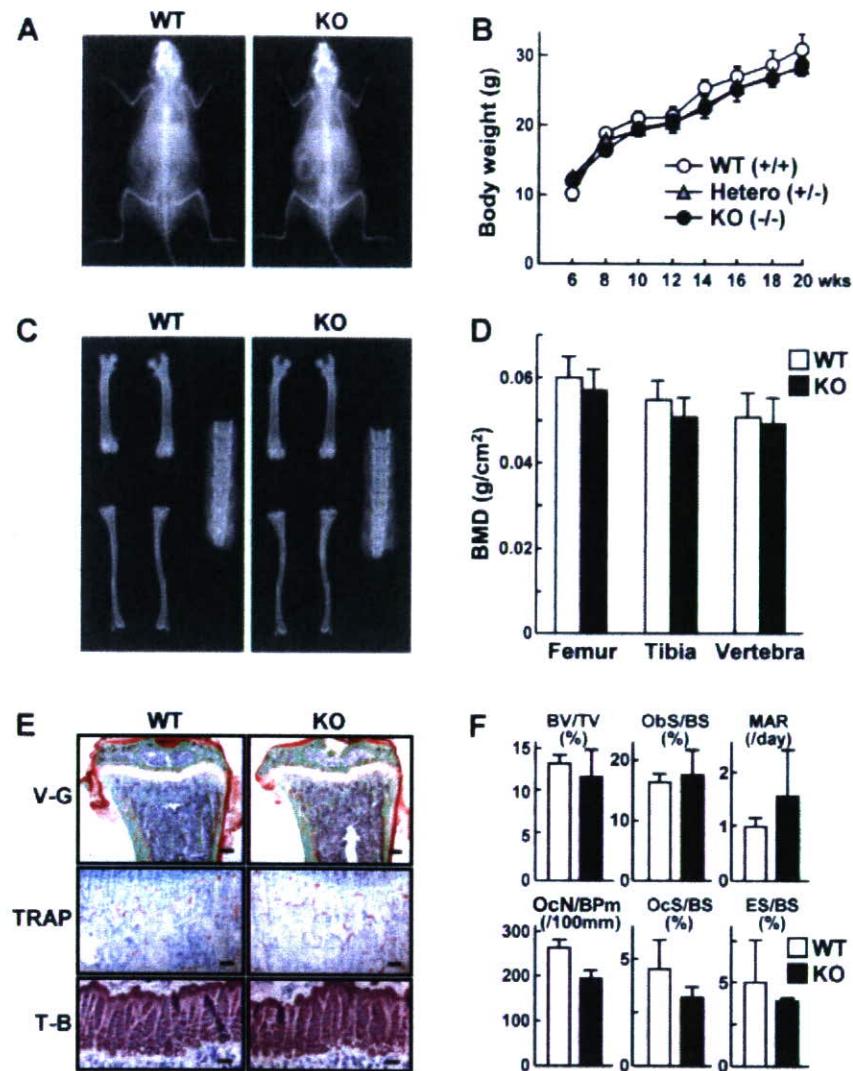 A
WT
KO
B
Body weight (g)
30
20
10
0
WT (+/+)
Hetero (+/-)
KO (-/-)
6 8 10 12 14 16 18 20 wks
C
WT
KO
D
BMD (g/cm²)
0.06
0.04
0.02
0
WT
KO
Femur Tibia Vertebra
E
WT
KO
V-G
TRAP
T-B
F
BV/TV
(%)
15
10
5
0
ObS/BS
(%)
20
10
0
MAR
(/day)
2
1
0
OcN/BPm
(/100mm)
300
200
100
0
OcS/BS
(%)
5
0
ES/BS
(%)
5
0
WT
KO